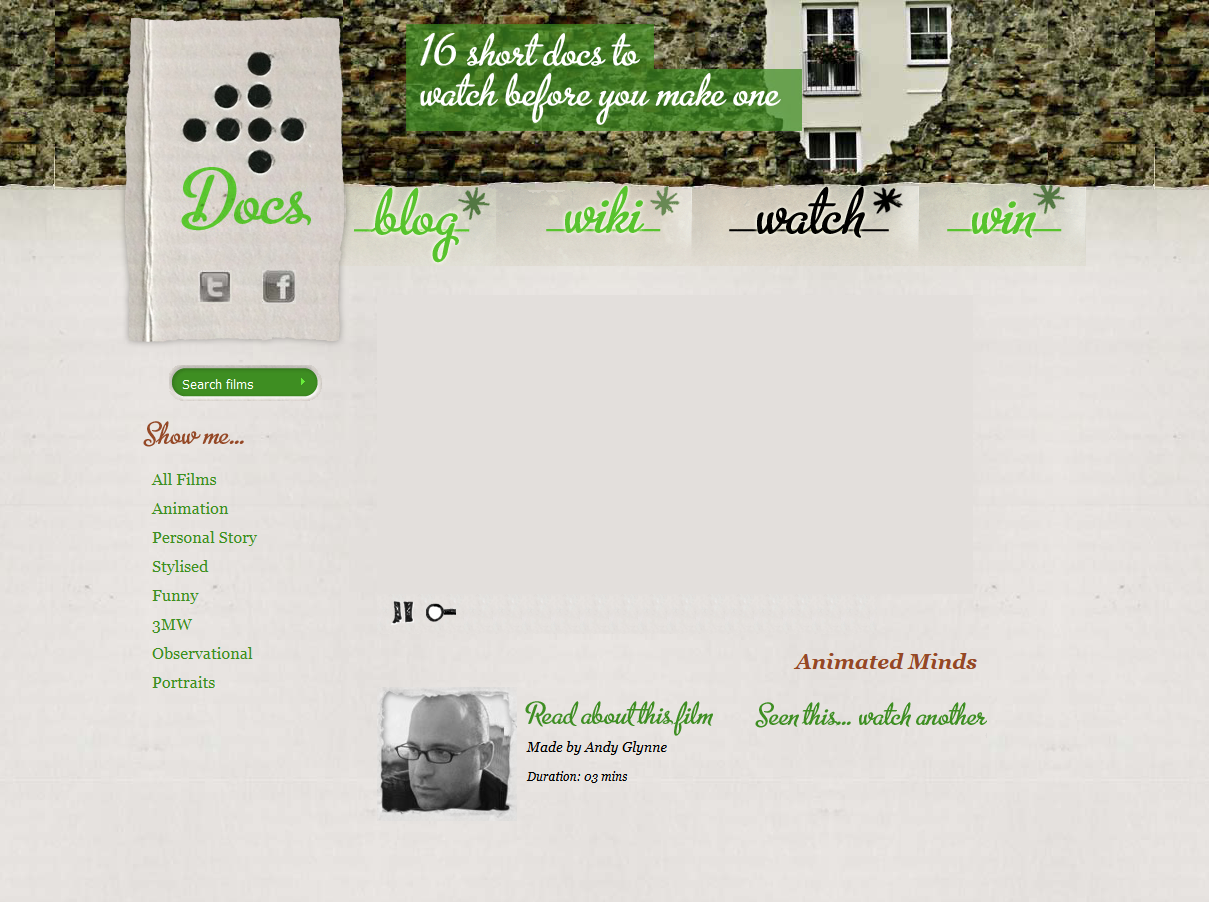 16 short docs to
watch before you make one
Docs
blog
wiki
watch
win
Search films
Show me...
All Films
Animation
Personal Story
Stylised
Funny
3MW
Observational
Portraits
Animated Minds
Read about this film
Made by Andy Glynne
Duration: 03 mins
Seen this... watch another